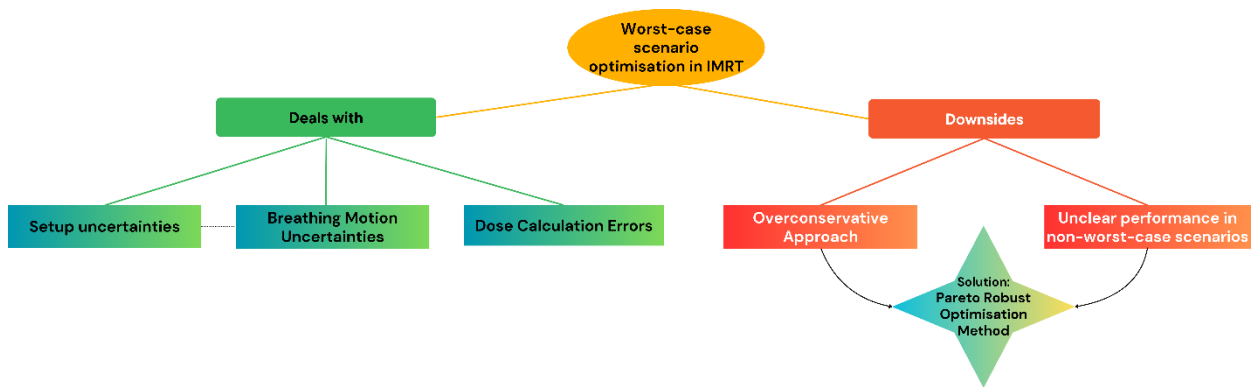 Worst-case
scenario
optimisation in IMRT
Deals with
Downsides
Setup uncertainties
Breathing Motion
Uncertainties
Dose Calculation Errors
Overconservative
Approach
Unclear performance in
non-worst-case scenarios
Solution:
Pareto Robust
Optimisation
Method